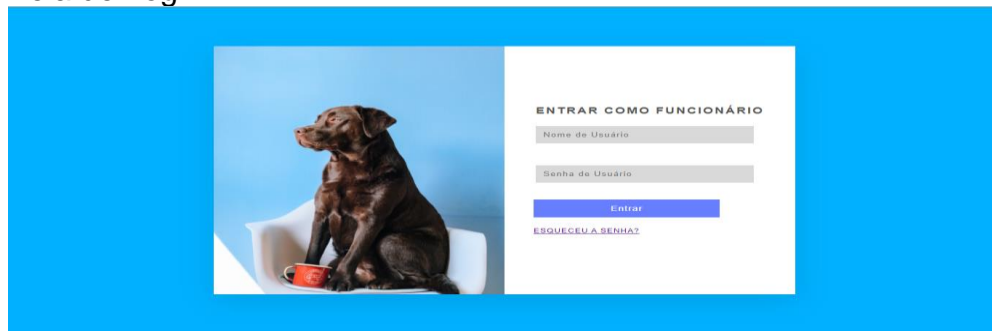 ENTRAR COMO FUNCIONÁRIO
Nome de Usuário
Senha de Usuário
Entrar
ESQUECEU A SENHA?